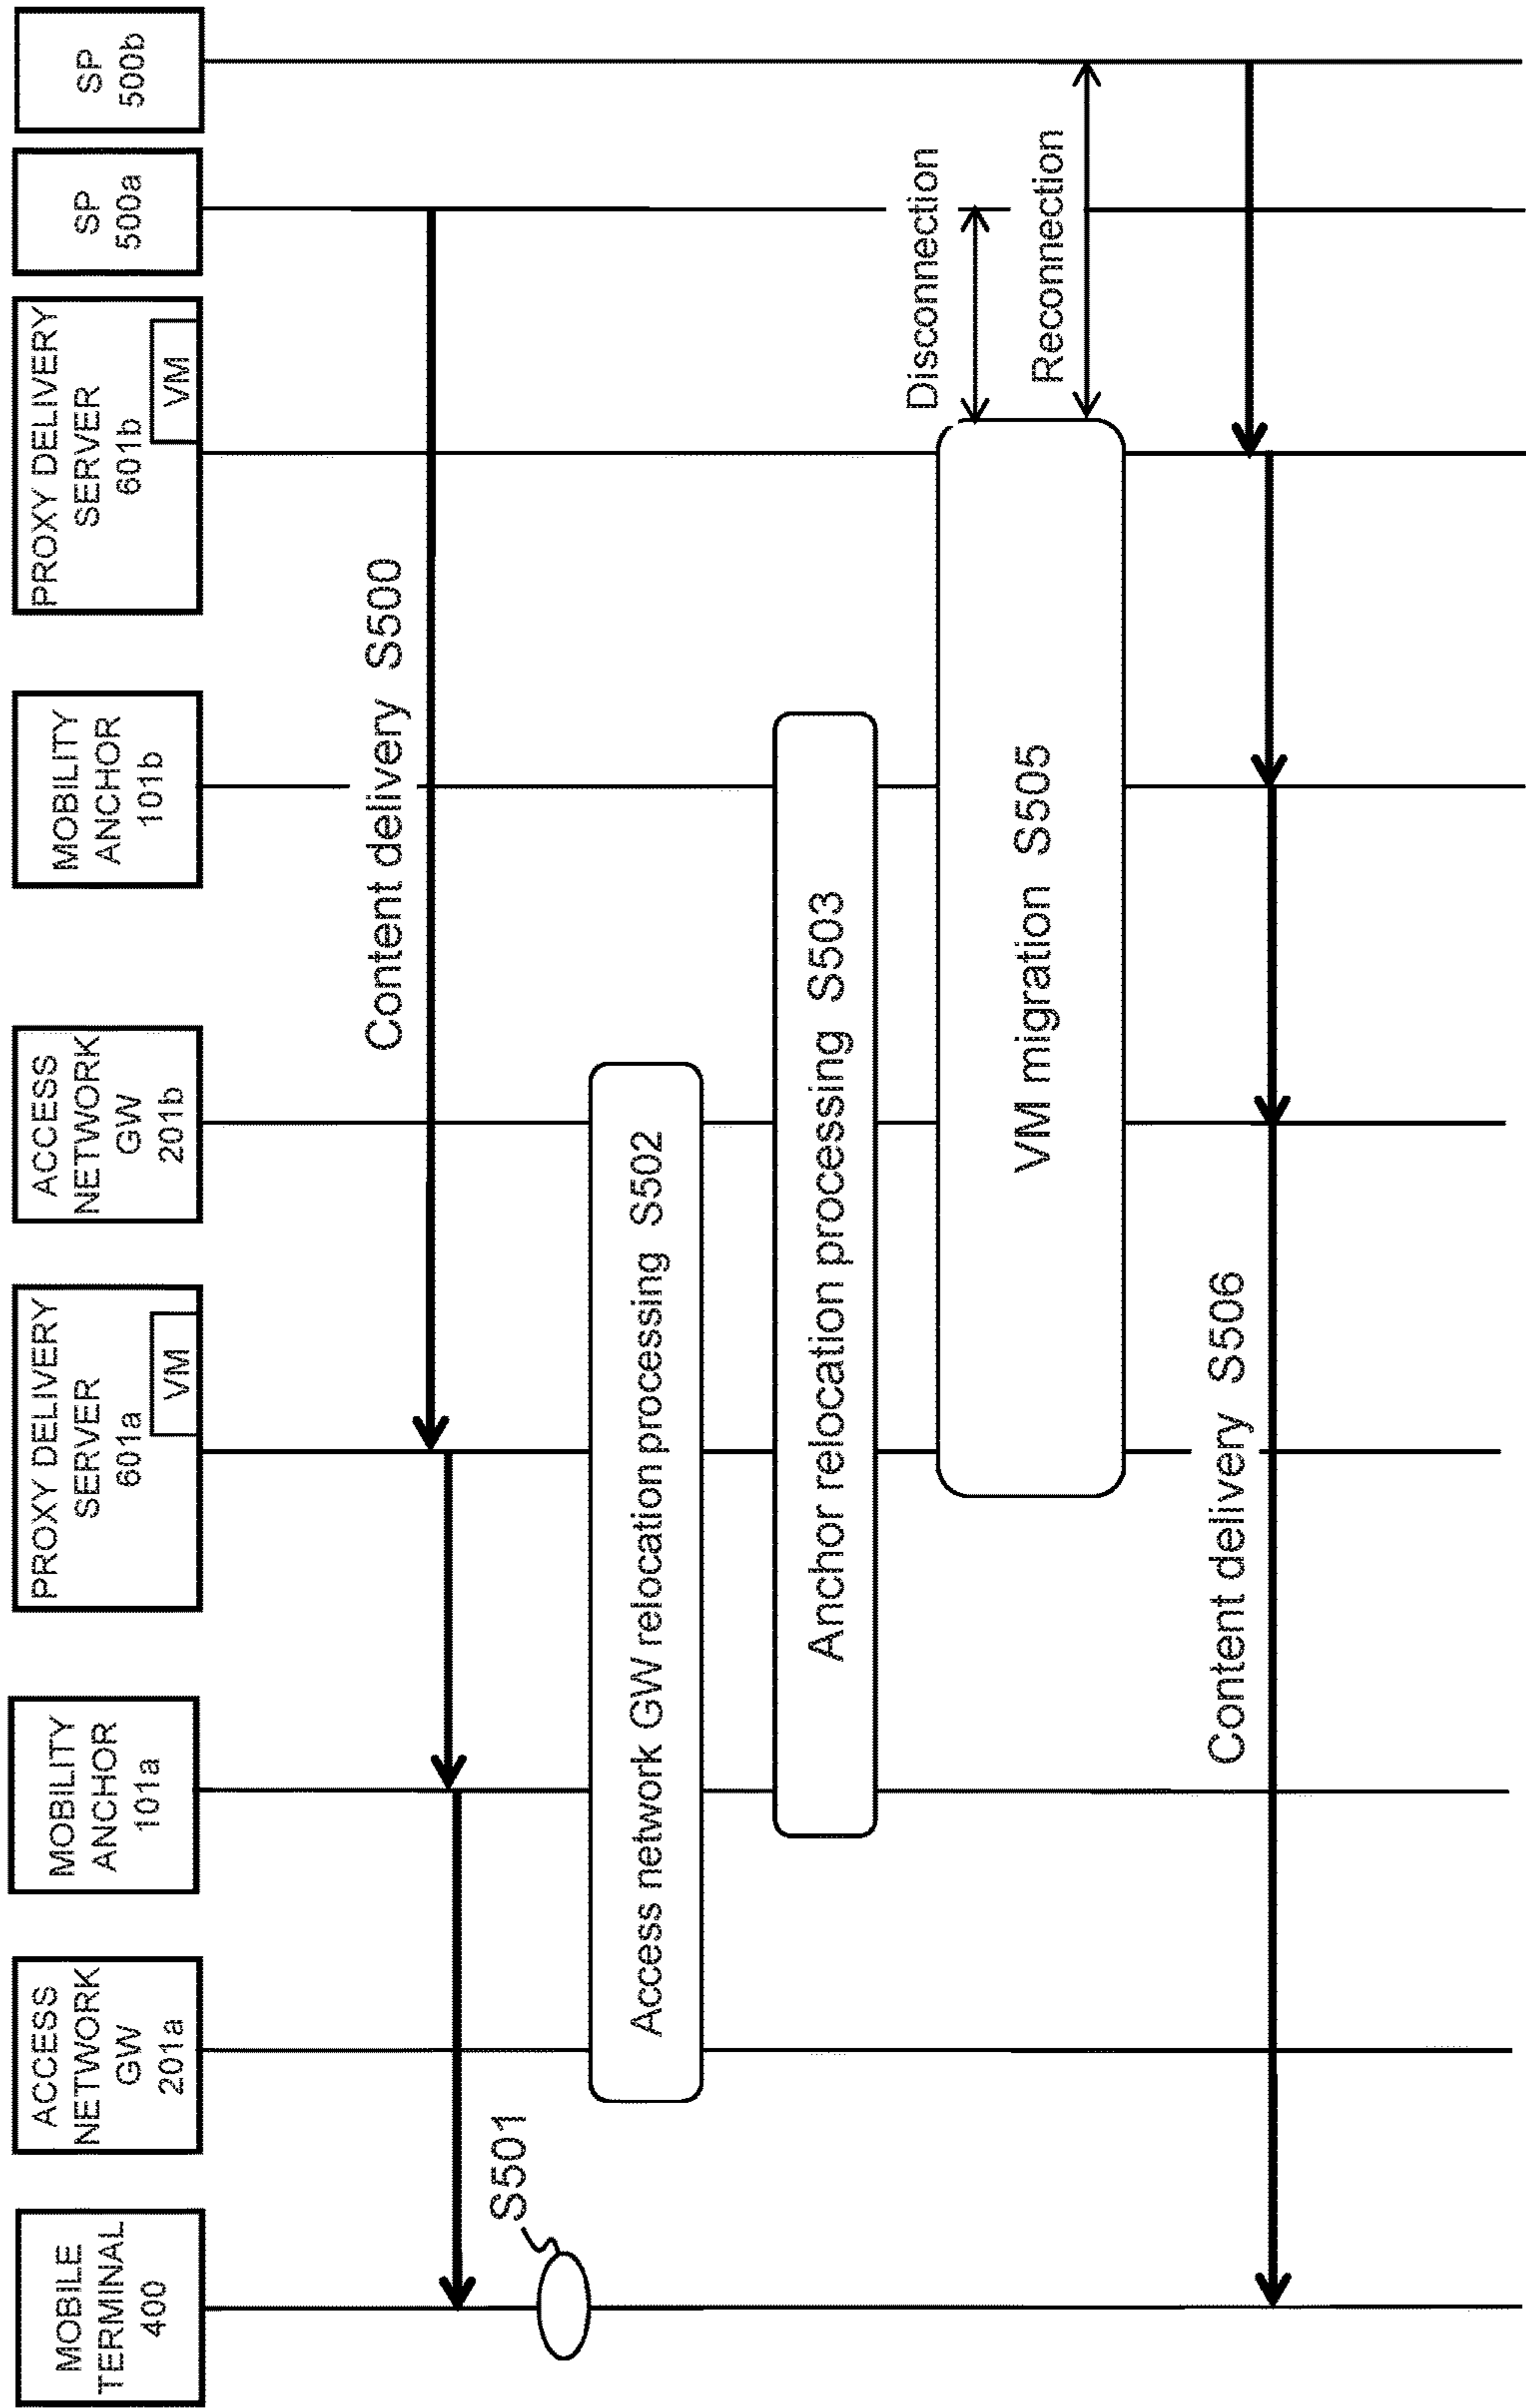 MOBILE
TERMINAL
400
ACCESS
NETWORK
GW
201a
MOBILITY
ANCHOR
101a
PROXY DELIVERY
SERVER
601a
VM
ACCESS
NETWORK
GW
201b
MOBILITY
ANCHOR
101b
PROXY DELIVERY
SERVER
601b
VM
SP
500a
SP
500b
Content delivery S500
S501
Access network GW relocation processing S502
Anchor relocation processing S503
Disconnection
VM migration S505
Reconnection
Content delivery S506